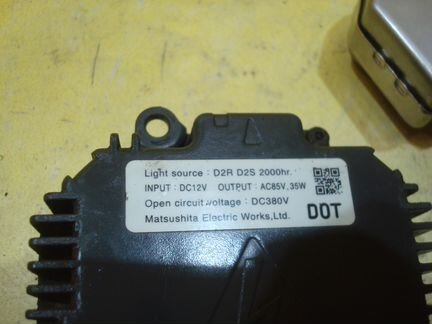 Light source : D2R D2S 2000hr.
INPUT : DC12V OUTPUT : AC85V, 35W
Open circuit voltage : DC380V
Matsushita Electric Works,Ltd. DOT